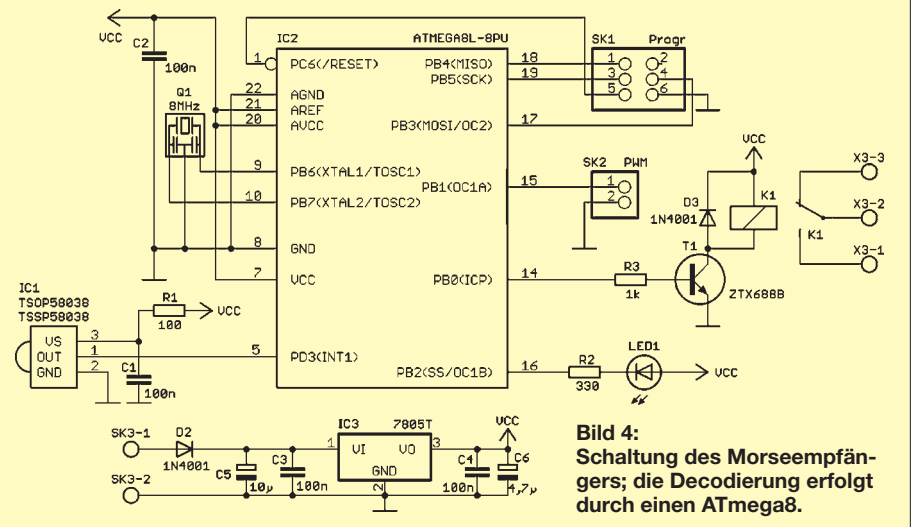 VCC
C2
100n
Q1
8MHz
IC2
ATMEGA8L-8PU
1 PC6(/RESET)
22 AGND
21 AREF
20 AVCC
9 PB6(XTAL1/TOSC1)
10 PB7(XTAL2/TOSC2)
8 GND
7 VCC
5 PD3(INT1)
PB4(MISO) 18
PB5(SCK) 19
PB3(MOSI/OC2) 17
PB1(OC1A) 15
PB0(ICP) 14
PB2(SS/OC1B) 16
SK1 Progr
1 2
3 4
5 6
SK2 PWM
1
2
VCC
D3
1N4001
K1
X3-3
X3-2
K1
X3-1
T1
R3
1k
ZTX688B
IC1
TSOP58038
TSSP58038
VS 3
OUT 1
GND 2
R1
100
VCC
C1
100n
R2
330
LED1
VCC
SK3-1
D2
1N4001
SK3-2
C5
10µ
C3
100n
IC3 7805T
1 VI VO 3
GND
2
VCC
C4
100n
C6
4,7µ
Bild 4:
Schaltung des Morseempfän-
gers; die Decodierung erfolgt
durch einen ATmega8.